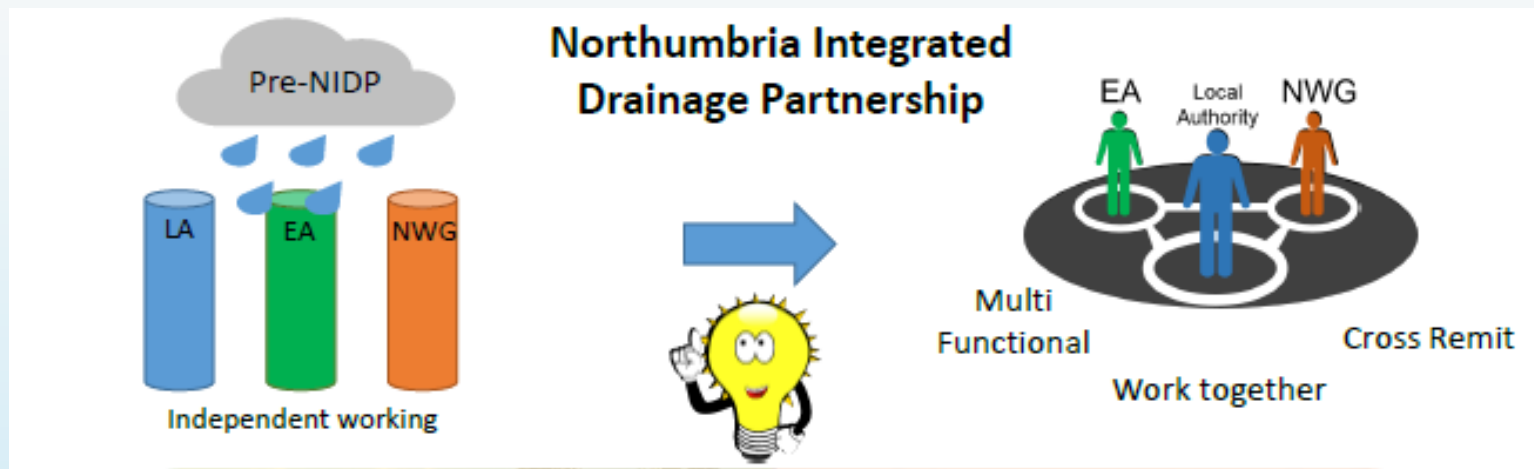 Northumbria Integrated
Drainage Partnership
Pre-NIDP
LA
EA
NWG
Independent working
EA
Local
Authority
NWG
Multi
Functional
Cross Remit
Work together